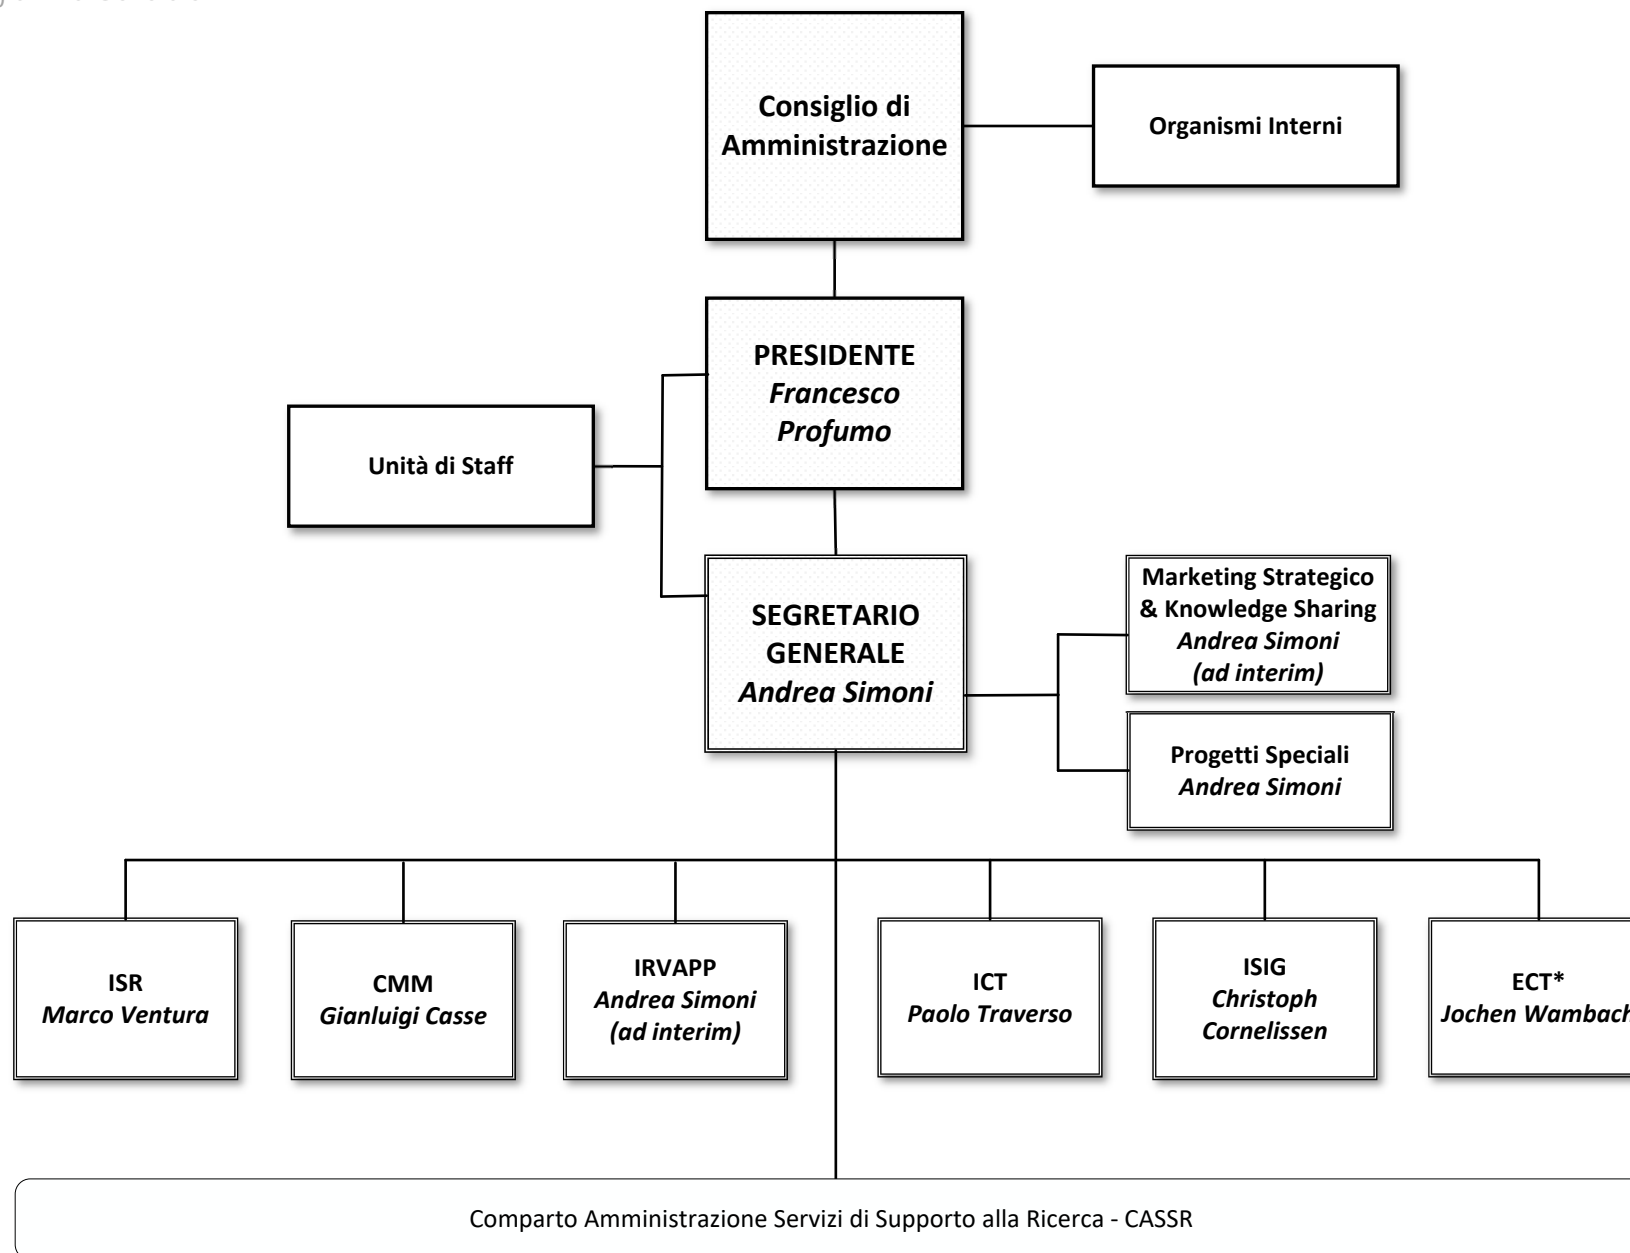 Consiglio di
Amministrazione
Organismi Interni
PRESIDENTE
Francesco
Profumo
Unità di Staff
SEGRETARIO
GENERALE
Andrea Simoni
Marketing Strategico
& Knowledge Sharing
Andrea Simoni
(ad interim)
Progetti Speciali
Andrea Simoni
ISR
Marco Ventura
CMM
Gianluigi Casse
IRVAPP
Andrea Simoni
(ad interim)
ICT
Paolo Traverso
ISIG
Christoph
Cornelissen
ECT*
Jochen Wambach
Comparto Amministrazione Servizi di Supporto alla Ricerca - CASSR